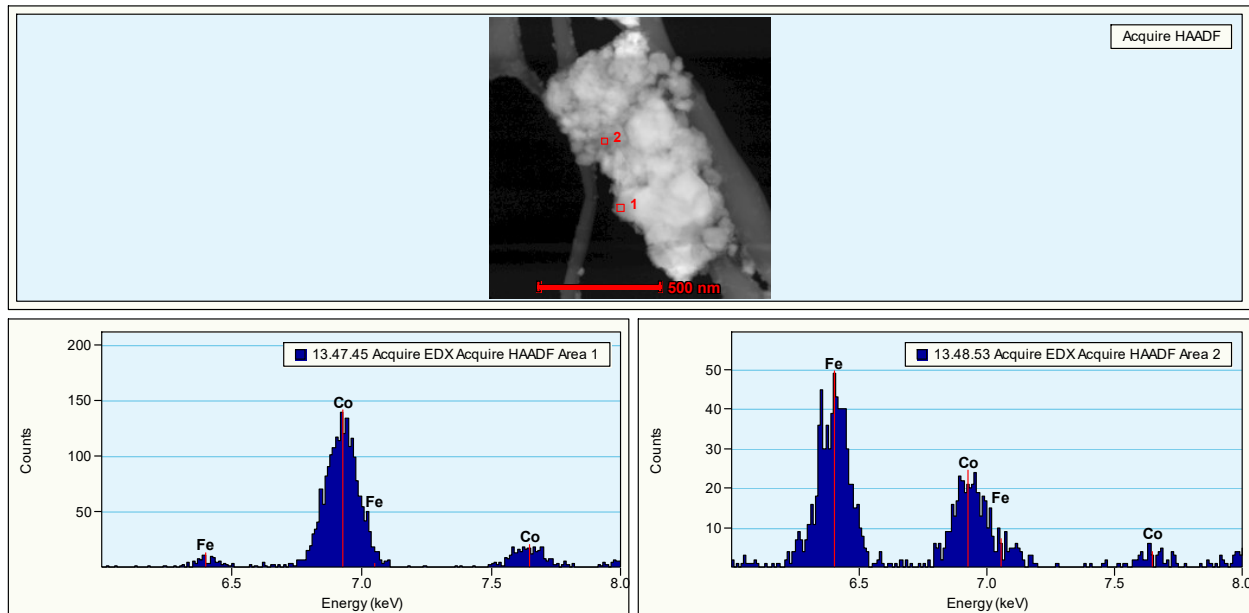 Acquire HAADF
2
1
500 nm
200
150
100
50
Counts
13.47.45 Acquire EDX Acquire HAADF Area 1
Co
Fe
Fe
Co
6.5
7.0
7.5
8.0
Energy (keV)
50
40
30
20
10
Counts
13.48.53 Acquire EDX Acquire HAADF Area 2
Fe
Co
Fe
Co
6.5
7.0
7.5
8.0
Energy (keV)